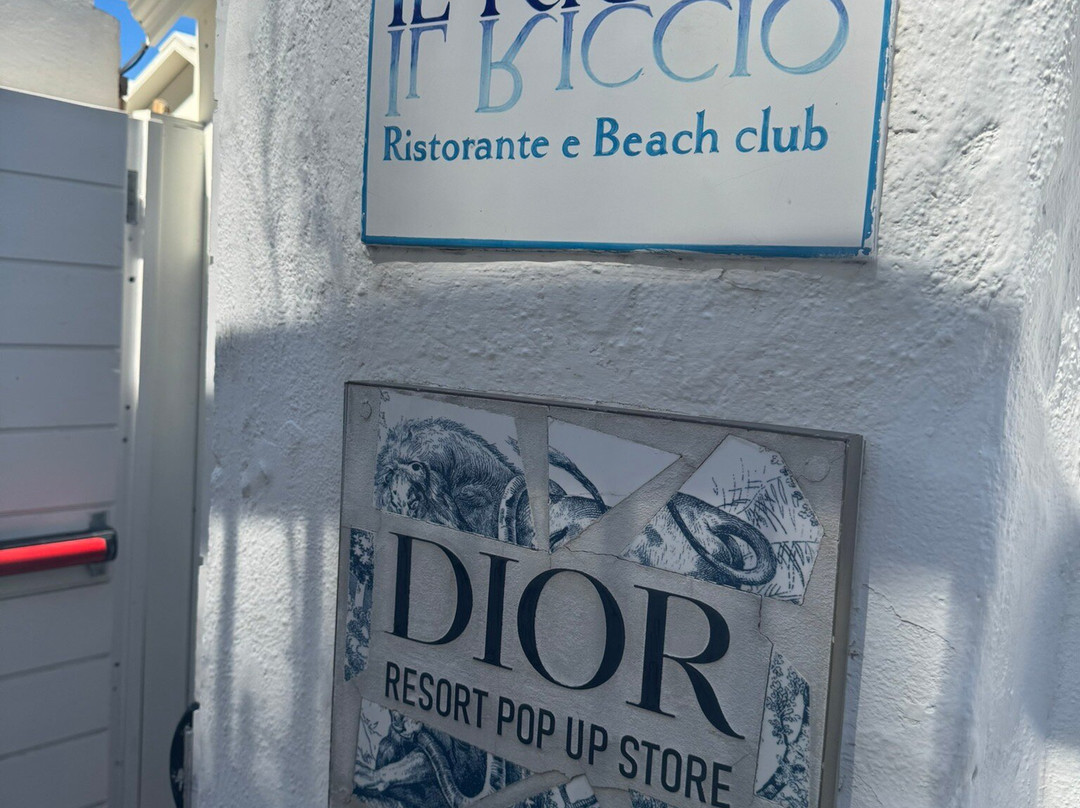 IL RICCIO
Ristorante e Beach club
DIOR
RESORT POP UP STORE